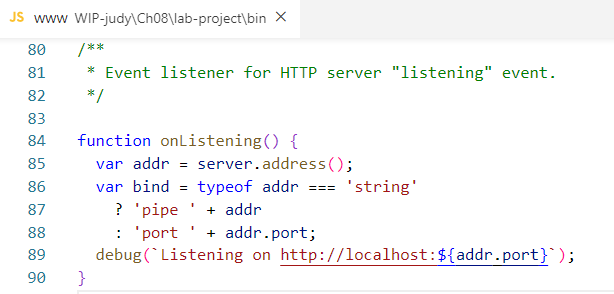 JS www WIP-judy\Ch08\lab-project\bin ×
80 /**
81  * Event listener for HTTP server "listening" event.
82  */
83
84 function onListening() {
85   var addr = server.address();
86   var bind = typeof addr === 'string'
87     ? 'pipe ' + addr
88     : 'port ' + addr.port;
89   debug(`Listening on http://localhost:${addr.port}`);
90 }